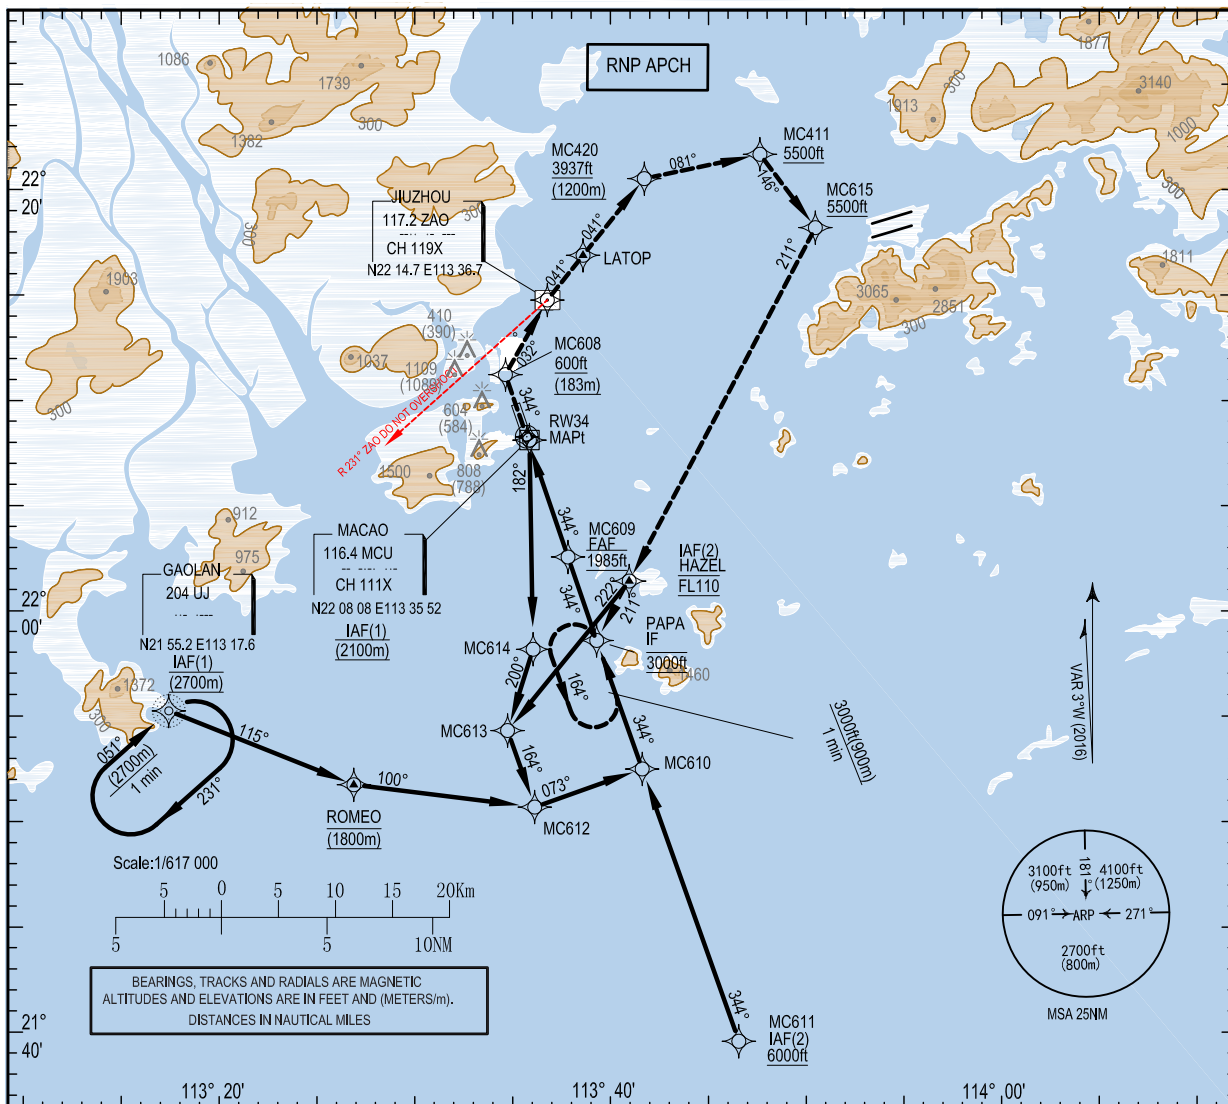 RNP APCH
1877
1086
1739
1382
300
300
1913
3140
1000
300
MC420
3937ft
(1200m)
081°
MC411
5500ft
146°
MC615
5500ft
22°
20'
JIUZHOU
117.2 ZAO
CH 119X
N22 14.7 E113 36.7
300
300
041°
041°
LATOP
211°
1903
300
3065
2851
300
1811
300
410
(390)
1037
1109
MC608
600ft
(183m)
032°
344°
604
(584)
R 231° ZAO DO NOT OVERSHOOT
RW34
MAPt
1500
808
(788)
182°
912
975
MACAO
116.4 MCU
CH 111X
N22 08 08 E113 35 52
IAF(1)
(2100m)
344°
MC609
FAF
1985ft
IAF(2)
HAZEL
FL110
GAOLAN
204 UJ
N21 55.2 E113 17.6
IAF(1)
(2700m)
22°
00'
344°
222°
211°
PAPA
IF
3000ft
1460
MC614
200°
164°
1372
300
MC613
164°
344°
3000ft(900m)
1 min
VAR 3°W (2016)
051°
(2700m)
1 min
231°
115°
100°
073°
MC610
ROMEO
(1800m)
MC612
Scale:1/617 000
5 0 5 10 15 20Km
5 5 10NM
BEARINGS, TRACKS AND RADIALS ARE MAGNETIC
ALTITUDES AND ELEVATIONS ARE IN FEET AND (METERS/m).
DISTANCES IN NAUTICAL MILES
3100ft
(950m)
181°
4100ft
(1250m)
091° ARP 271°
2700ft
(800m)
MSA 25NM
344°
MC611
IAF(2)
6000ft
21°
40'
113° 20'
113° 40'
114° 00'